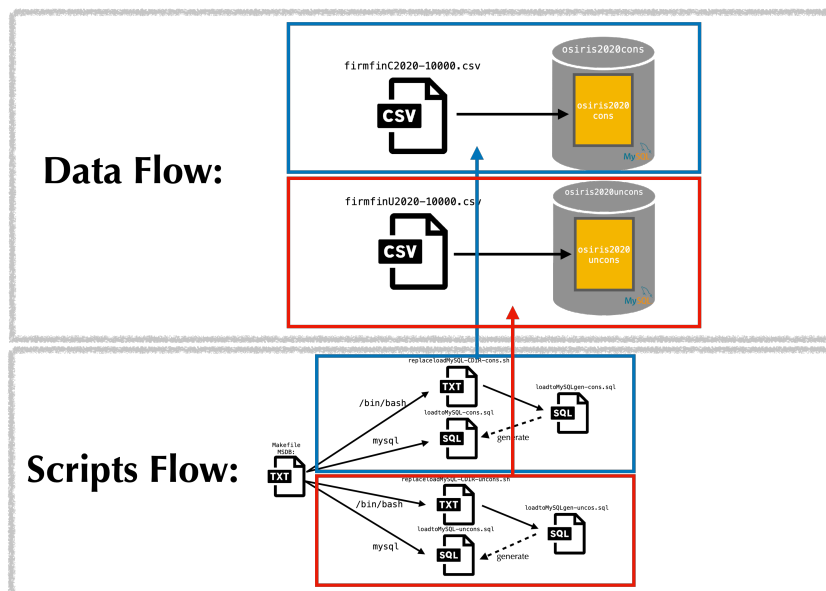 Data Flow:
firmfinC2020-10000.csv
CSV
osiris2020cons
osiris2020
cons
MySQL
firmfinU2020-10000.csv
CSV
osiris2020uncons
osiris2020
uncons
MySQL
Scripts Flow:
Makefile
MSDB:
TXT
replaceloadMySQL-CDIR-cons.sh
/bin/bash
TXT
loadtoMySQLgen-cons.sql
SQL
loadtoMySQL-cons.sql
mysql
SQL
generate
replaceloadMySQL-CDIR-uncons.sh
/bin/bash
TXT
loadtoMySQLgen-uncos.sql
SQL
loadtoMySQL-uncons.sql
mysql
SQL
generate